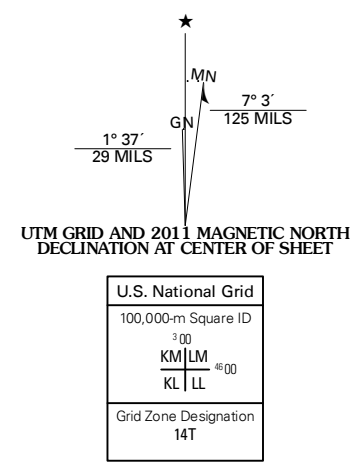 ★
MN
7° 3´
125 MILS
GN
1° 37´
29 MILS
UTM GRID AND 2011 MAGNETIC NORTH
DECLINATION AT CENTER OF SHEET
U.S. National Grid
100,000-m Square ID
³00
KM LM
⁴⁶00
KL LL
Grid Zone Designation
14T